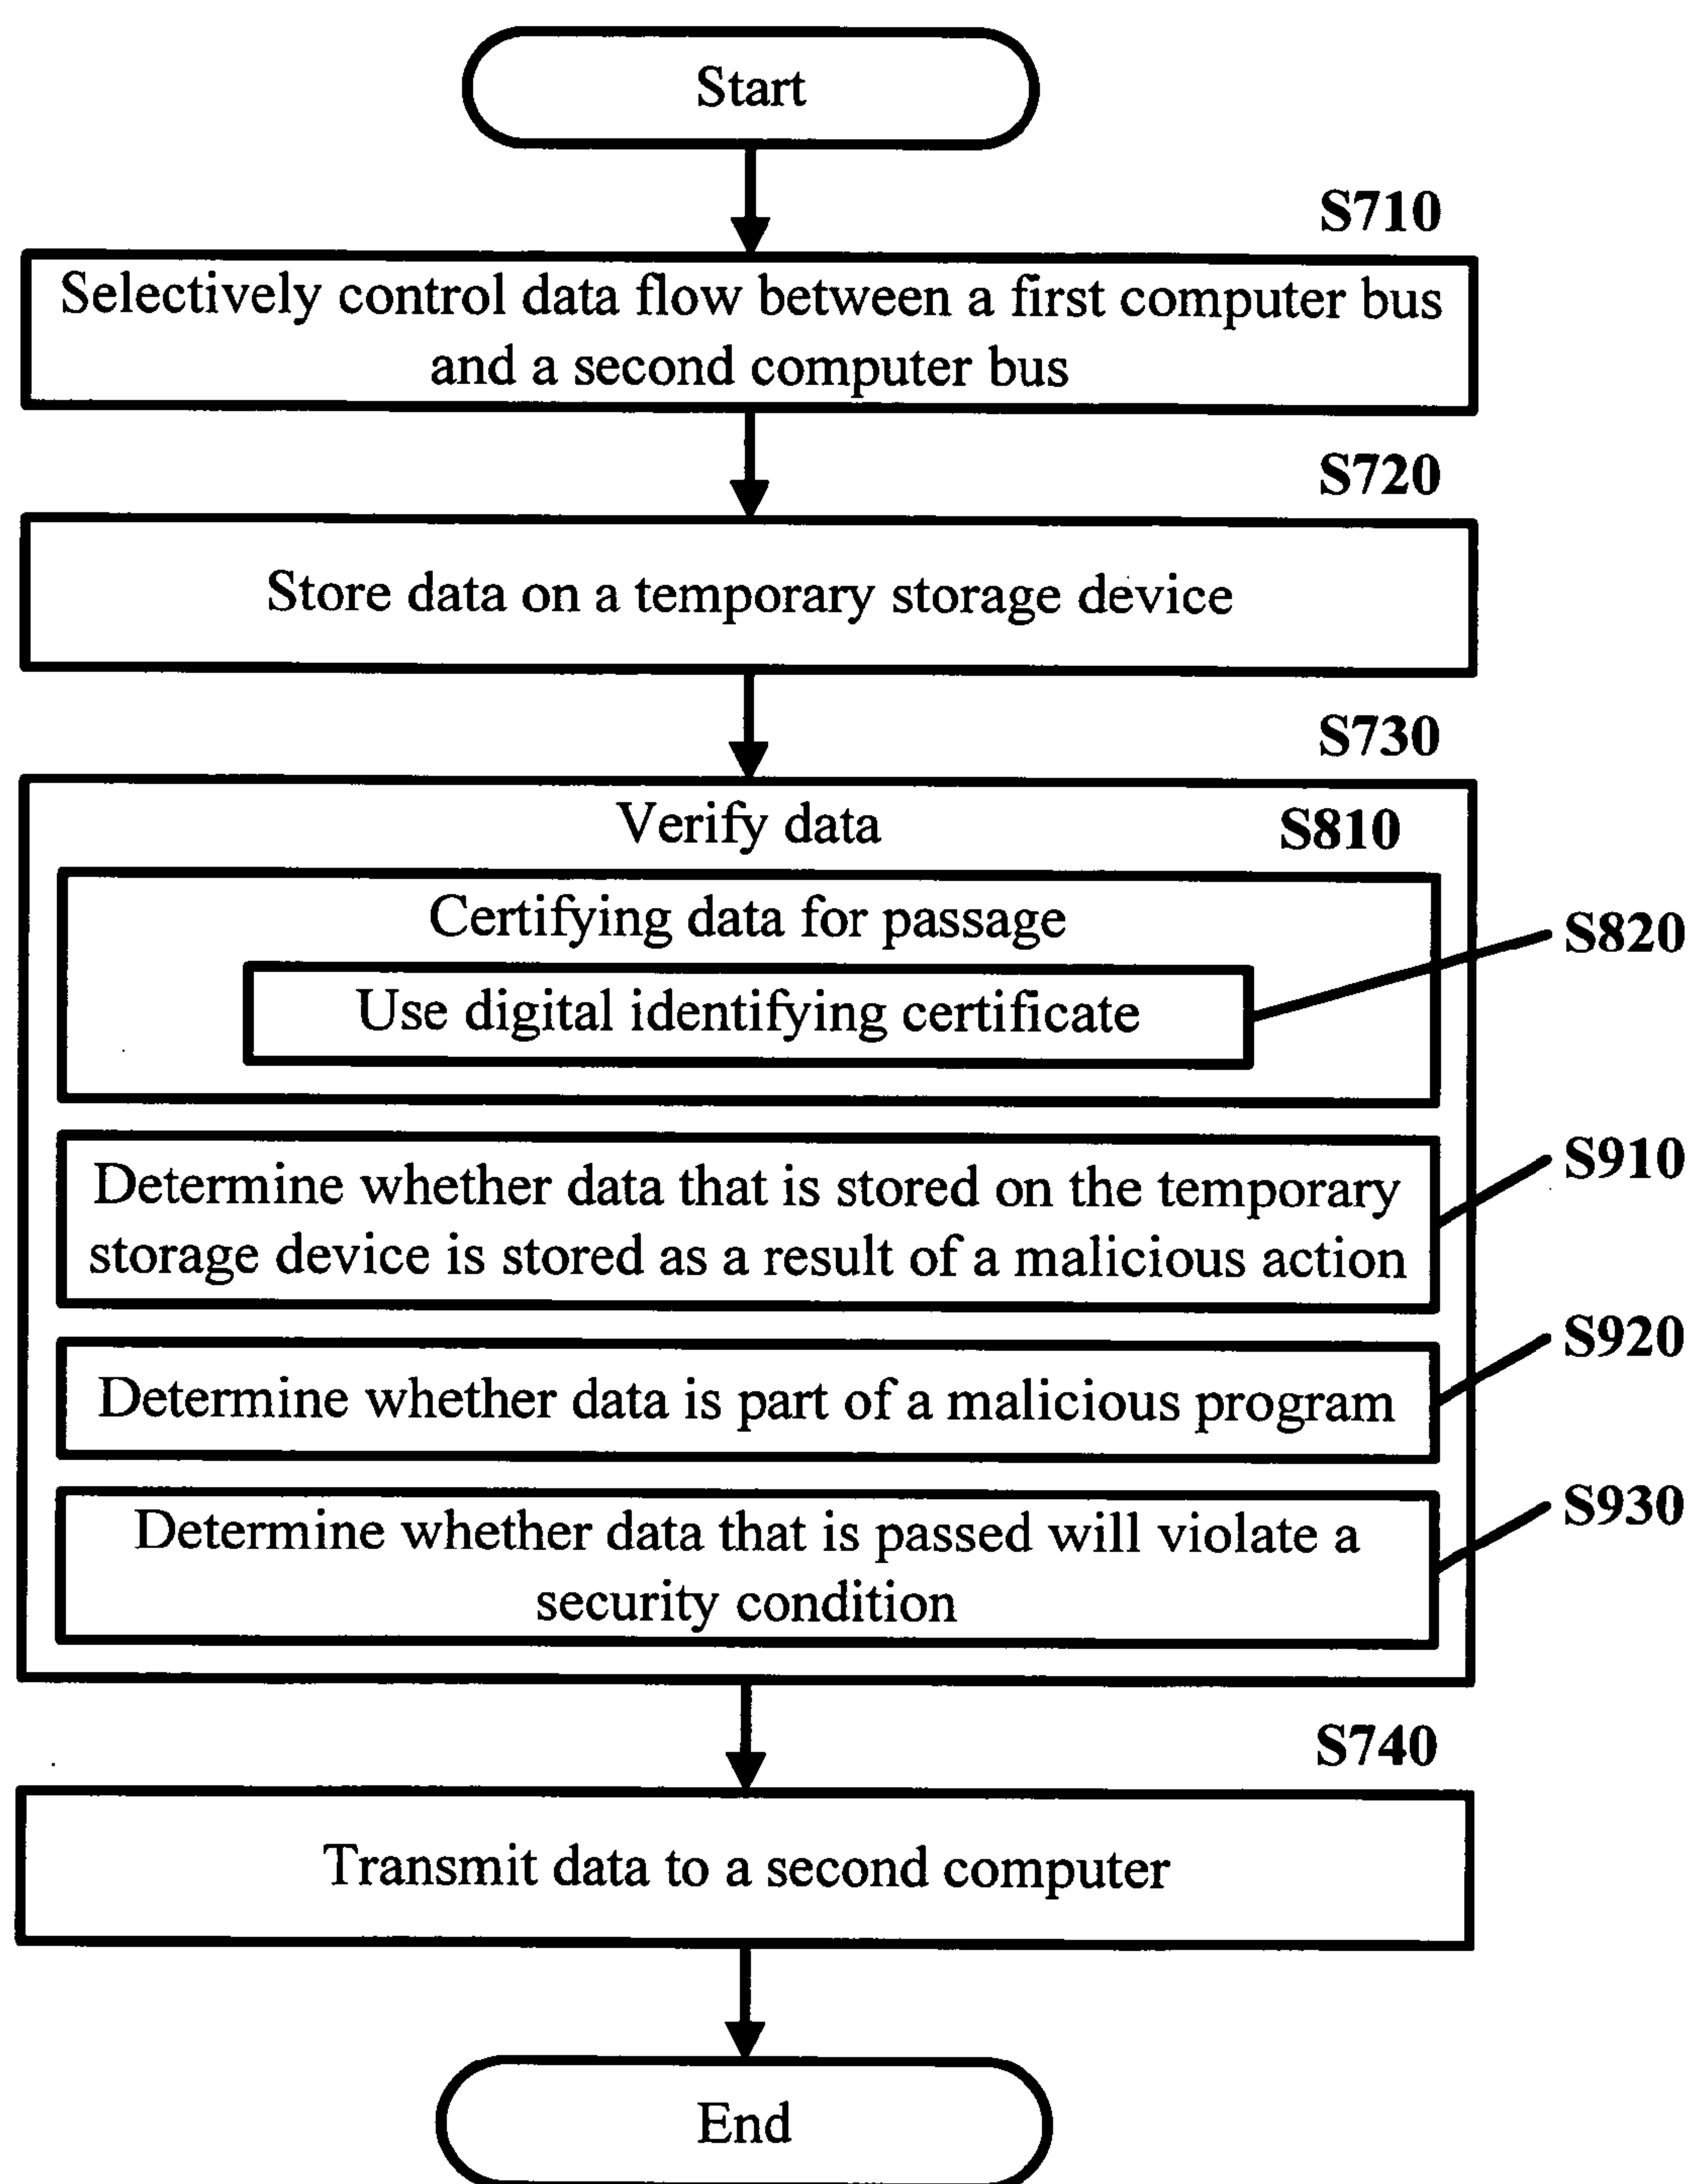 Start
S710
Selectively control data flow between a first computer bus
and a second computer bus
S720
Store data on a temporary storage device
S730
Verify data
S810
Certifying data for passage
S820
Use digital identifying certificate
S910
Determine whether data that is stored on the temporary
storage device is stored as a result of a malicious action
S920
Determine whether data is part of a malicious program
S930
Determine whether data that is passed will violate a
security condition
S740
Transmit data to a second computer
End